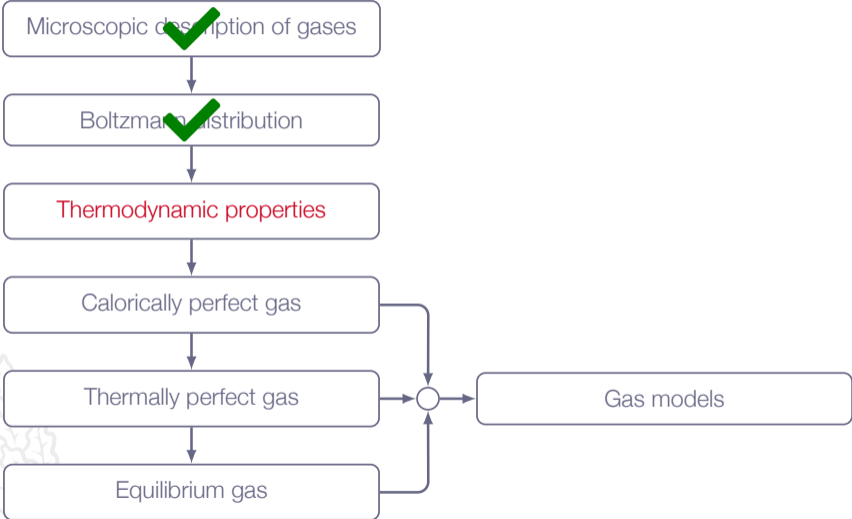 Microscopic description of gases
Boltzmann distribution
Thermodynamic properties
Calorically perfect gas
Thermally perfect gas
Gas models
Equilibrium gas